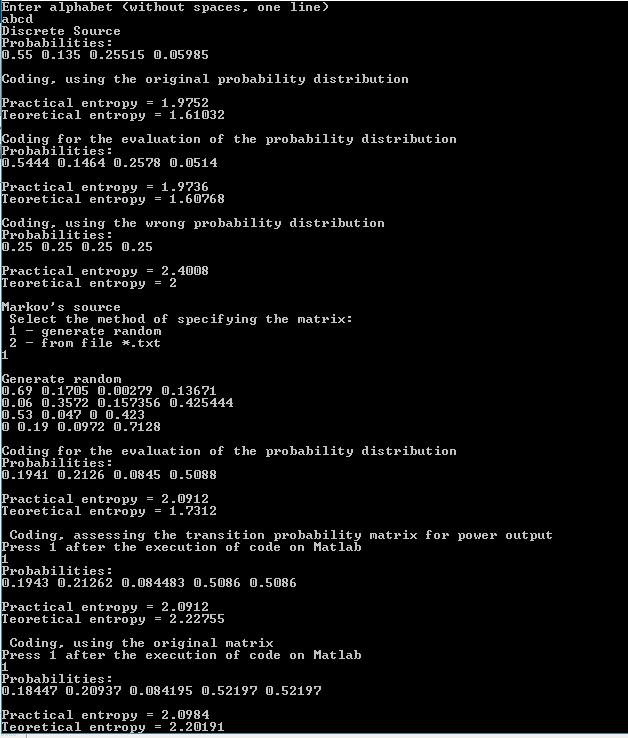 Enter alphabet (without spaces, one line)
abcd
Discrete Source
Probabilities:
0.55 0.135 0.25515 0.05985
Coding, using the original probability distribution
Practical entropy = 1.9752
Teoretical entropy = 1.61032
Coding for the evaluation of the probability distribution
Probabilities:
0.5444 0.1464 0.2578 0.0514
Practical entropy = 1.9736
Teoretical entropy = 1.60768
Coding, using the wrong probability distribution
Probabilities:
0.25 0.25 0.25 0.25
Practical entropy = 2.4008
Teoretical entropy = 2
Markov's source
Select the method of specifying the matrix:
1 - generate random
2 - from file *.txt
1
Generate random
0.69 0.1705 0.00279 0.13671
0.06 0.3572 0.157356 0.425444
0.53 0.047 0 0.423
0 0.19 0.0972 0.7128
Coding for the evaluation of the probability distribution
Probabilities:
0.1941 0.2126 0.0845 0.5088
Practical entropy = 2.0912
Teoretical entropy = 1.7312
Coding, assessing the transition probability matrix for power output
Press 1 after the execution of code on Matlab
1
Probabilities:
0.1943 0.21262 0.084483 0.5086 0.5086
Practical entropy = 2.0912
Teoretical entropy = 2.22755
Coding, using the original matrix
Press 1 after the execution of code on Matlab
1
Probabilities:
0.18447 0.20937 0.084195 0.52197 0.52197
Practical entropy = 2.0984
Teoretical entropy = 2.20191